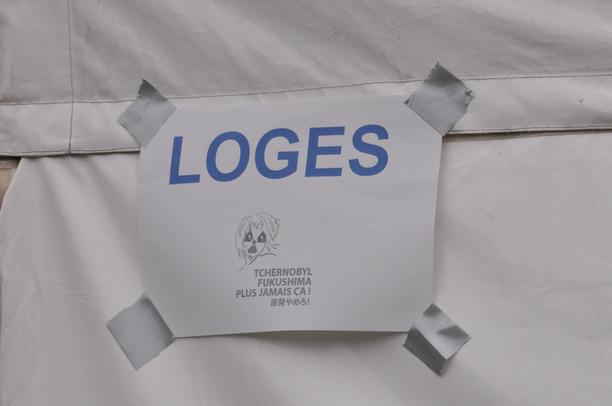 LOGES
TCHERNOBYL
FUKUSHIMA
PLUS JAMAIS ÇA !
原発やめろ!